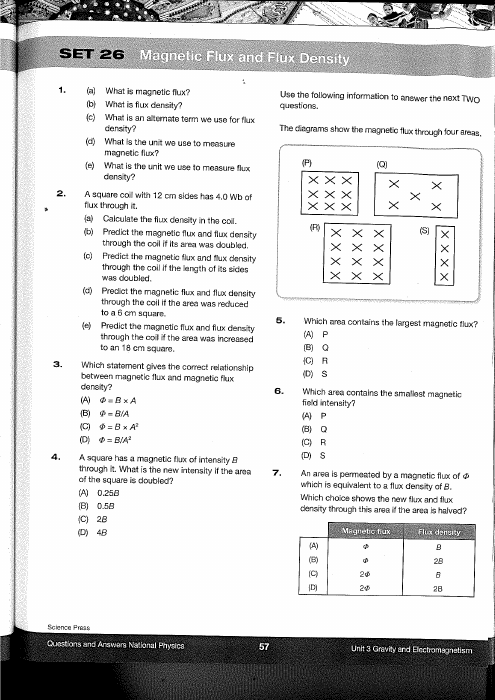 SET 26 Magnetic Flux and Flux Density
1. (a) What is magnetic flux?
(b) What is flux density?
(c) What is an alternate term we use for flux
density?
(d) What is the unit we use to measure
magnetic flux?
(e) What is the unit we use to measure flux
density?
2. A square coil with 12 cm sides has 4.0 Wb of
flux through it.
(a) Calculate the flux density in the coil.
(b) Predict the magnetic flux and flux density
through the coil if its area was doubled.
(c) Predict the magnetic flux and flux density
through the coil if the length of its sides
was doubled.
(d) Predict the magnetic flux and flux density
through the coil if the area was reduced
to a 6 cm square.
(e) Predict the magnetic flux and flux density
through the coil if the area was increased
to an 18 cm square.
3. Which statement gives the correct relationship
between magnetic flux and magnetic flux
density?
(A) Φ = B × A
(B) Φ = B/A
(C) Φ = B × A²
(D) Φ = B/A²
4. A square has a magnetic flux of intensity B
through it. What is the new intensity if the area
of the square is doubled?
(A) 0.25B
(B) 0.5B
(C) 2B
(D) 4B
Use the following information to answer the next TWO
questions.
The diagrams show the magnetic flux through four areas.
(P) (Q)
(R) (S)
5. Which area contains the largest magnetic flux?
(A) P
(B) Q
(C) R
(D) S
6. Which area contains the smallest magnetic
field intensity?
(A) P
(B) Q
(C) R
(D) S
7. An area is permeated by a magnetic flux of Φ
which is equivalent to a flux density of B.
Which choice shows the new flux and flux
density through this area if the area is halved?
Magnetic flux Flux density
(A) Φ B
(B) Φ 2B
(C) 2Φ B
(D) 2Φ 2B
Science Press
Questions and Answers National Physics 57 Unit 3 Gravity and Electromagnetism